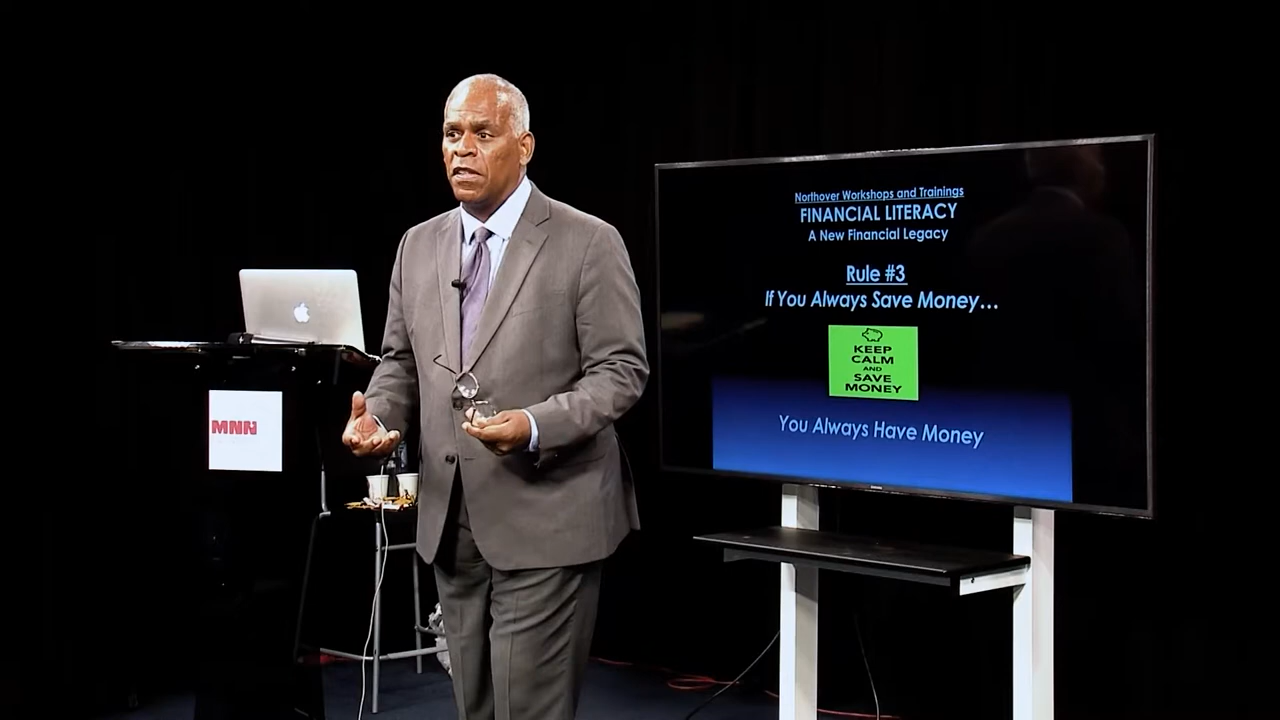 MNN
Northover Workshops and Trainings
FINANCIAL LITERACY
A New Financial Legacy
Rule #3
If You Always Save Money...
KEEP
CALM
AND
SAVE
MONEY
You Always Have Money